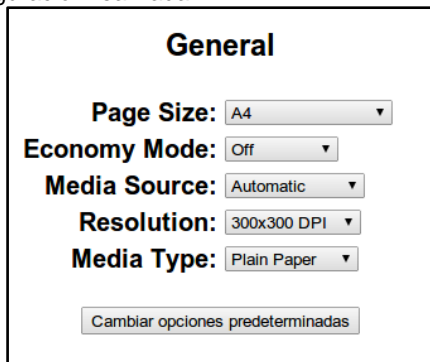 General
Page Size: A4
Economy Mode: Off
Media Source: Automatic
Resolution: 300x300 DPI
Media Type: Plain Paper
Cambiar opciones predeterminadas